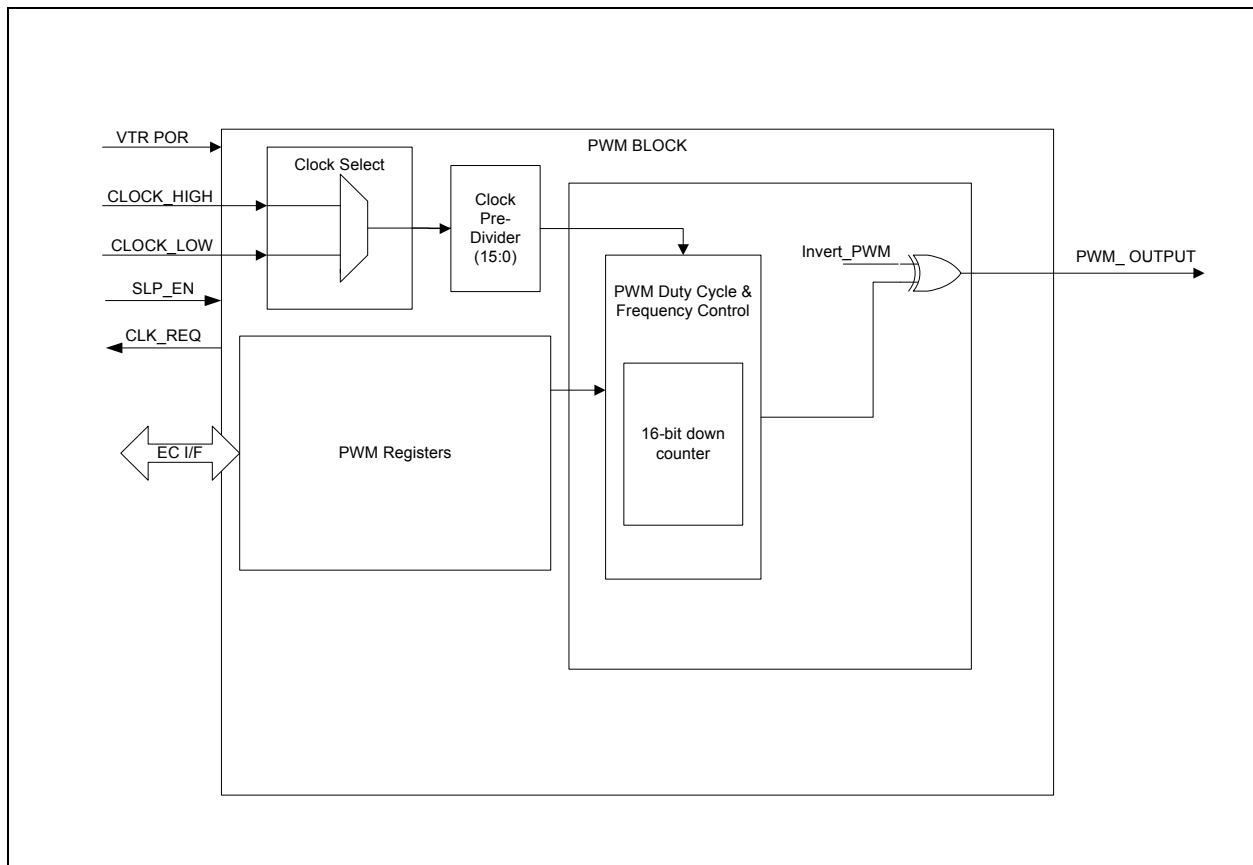 VTR POR
PWM BLOCK
Clock Select
CLOCK_HIGH
Clock
Pre-
Divider
(15:0)
CLOCK_LOW
Invert_PWM
PWM_ OUTPUT
SLP_EN
PWM Duty Cycle &
Frequency Control
CLK_REQ
16-bit down
counter
EC I/F
PWM Registers